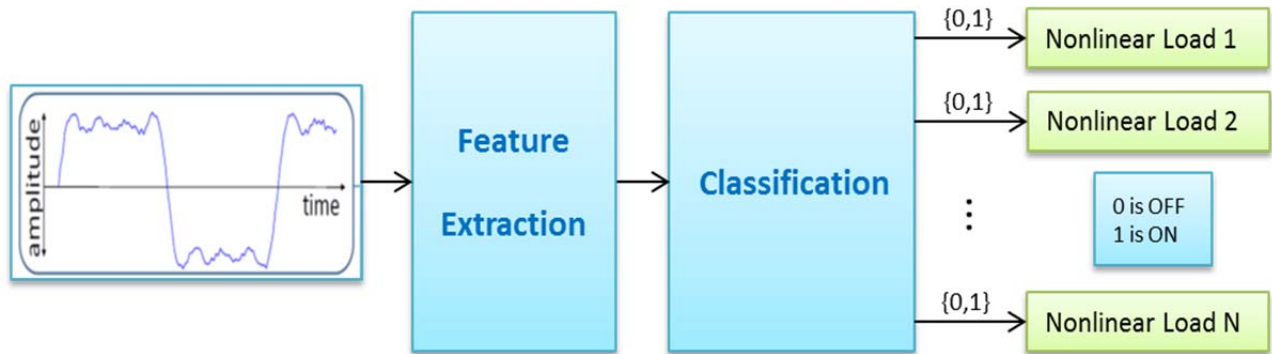 amplitude
time
Feature
Extraction
Classification
{0,1}
Nonlinear Load 1
{0,1}
Nonlinear Load 2
⋮
0 is OFF
1 is ON
{0,1}
Nonlinear Load N